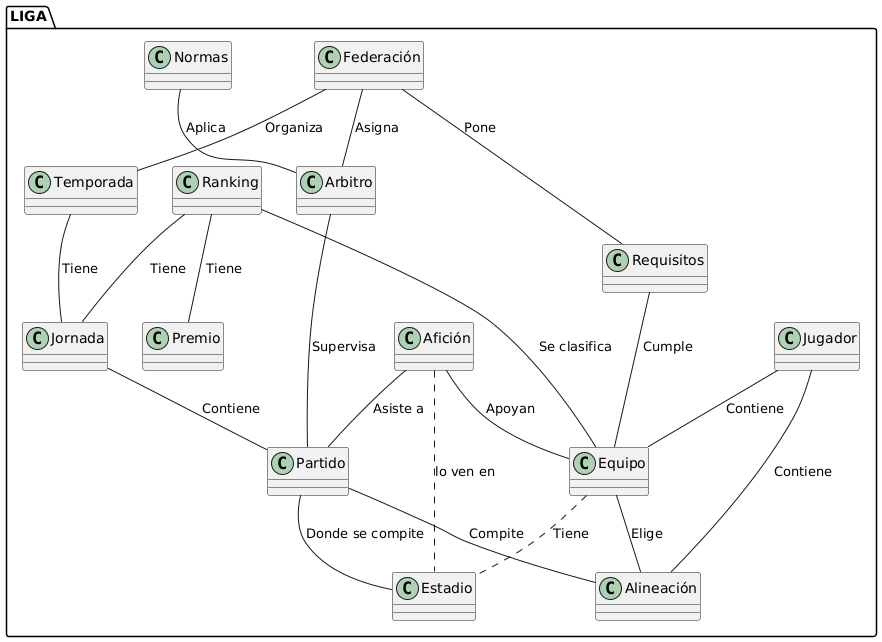 LIGA
C Normas
C Federación
Aplica
Organiza
Asigna
Pone
C Temporada
C Ranking
C Arbitro
C Requisitos
Tiene
Tiene
Tiene
C Jornada
C Premio
Supervisa
C Afición
Se clasifica
Cumple
C Jugador
Contiene
Asiste a
Apoyan
Contiene
C Partido
lo ven en
C Equipo
Contiene
Donde se compite
Compite
Tiene
Elige
C Estadio
C Alineación